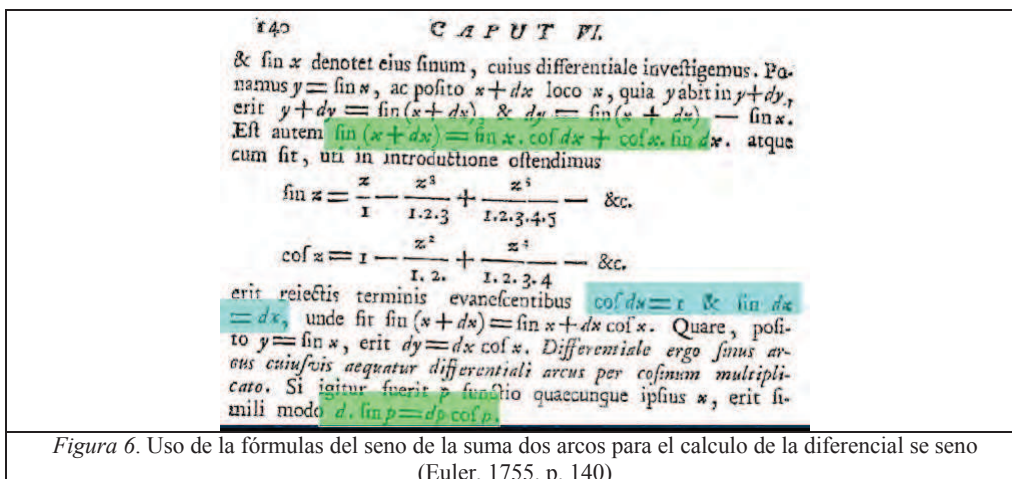 140 CAPUT VI.
& ſin x denotet eius ſinum, cuius differentiale inveſtigemus. Po-
namus y = ſin x, ac poſito x + dx loco x, quia y abit in y + dy,
erit y + dy = ſin (x + dx), & dy = ſin (x + dx) — ſin x.
Eſt autem ſin (x + dx) = ſin x. coſ dx + coſ x. ſin dx. atque
cum ſit, uti in introductione oſtendimus
ſin z = z/1 — z³/1.2.3 + z⁵/1.2.3.4.5 — &c.
coſ z = 1 — z²/1. 2. + z⁴/1. 2. 3. 4 — &c.
erit reiectis terminis evaneſcentibus coſ dx = 1 & ſin dx
= dx, unde fit ſin (x + dx) = ſin x + dx coſ x. Quare, poſi-
to y = ſin x, erit dy = dx coſ x. Differentiale ergo ſinus ar-
cus cuiuſvis aequatur differentiali arcus per coſinum multipli-
cato. Si igitur fuerit p functio quaecunque ipſius x, erit ſi-
mili modo d. ſin p = dp coſ p.
Figura 6. Uso de la fórmulas del seno de la suma dos arcos para el calculo de la diferencial se seno
(Euler, 1755, p. 140)